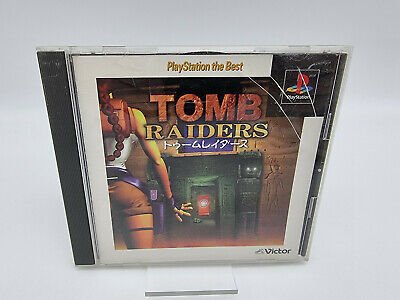 PlayStation the Best
TOMB
RAIDERS
トゥームレイダース
PlayStation
Victor